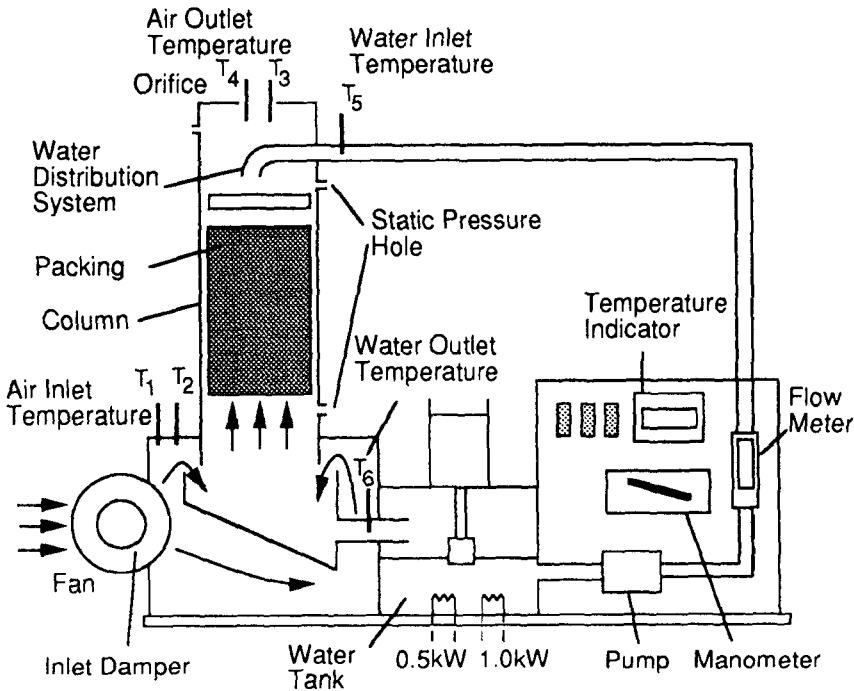 Air Outlet
Temperature
T4 T3
Orifice
Water Inlet
Temperature
T5
Water
Distribution
System
Static Pressure
Hole
Packing
Column
Temperature
Indicator
Water Outlet
Temperature
Air Inlet
Temperature
T1 T2
Flow
Meter
T6
Fan
Inlet Damper
Water
Tank
0.5kW 1.0kW
Pump
Manometer